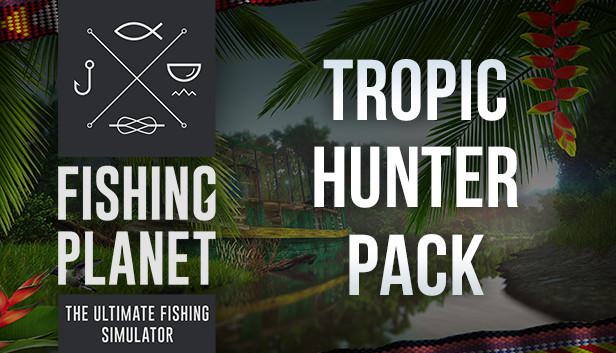 FISHING
PLANET
THE ULTIMATE FISHING
SIMULATOR
TROPIC
HUNTER
PACK